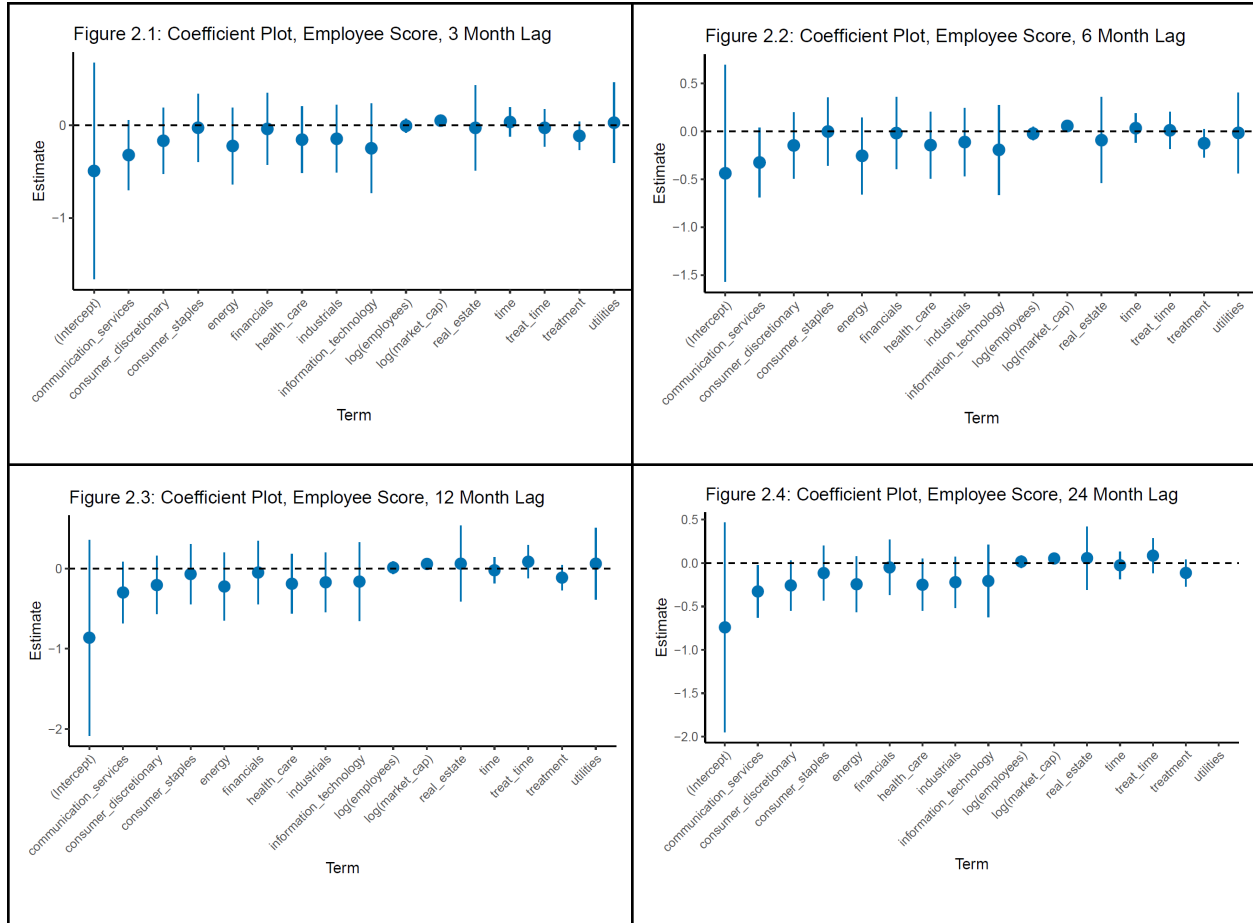 Figure 2.1: Coefficient Plot, Employee Score, 3 Month Lag
0
−1
Estimate
(Intercept)
communication_services
consumer_discretionary
consumer_staples
energy
financials
health_care
industrials
information_technology
log(employees)
log(market_cap)
real_estate
time
treat_time
treatment
utilities
Term
Figure 2.2: Coefficient Plot, Employee Score, 6 Month Lag
0.5
0.0
−0.5
−1.0
−1.5
Estimate
(Intercept)
communication_services
consumer_discretionary
consumer_staples
energy
financials
health_care
industrials
information_technology
log(employees)
log(market_cap)
real_estate
time
treat_time
treatment
utilities
Term
Figure 2.3: Coefficient Plot, Employee Score, 12 Month Lag
0
−1
−2
Estimate
(Intercept)
communication_services
consumer_discretionary
consumer_staples
energy
financials
health_care
industrials
information_technology
log(employees)
log(market_cap)
real_estate
time
treat_time
treatment
utilities
Term
Figure 2.4: Coefficient Plot, Employee Score, 24 Month Lag
0.5
0.0
−0.5
−1.0
−1.5
−2.0
Estimate
(Intercept)
communication_services
consumer_discretionary
consumer_staples
energy
financials
health_care
industrials
information_technology
log(employees)
log(market_cap)
real_estate
time
treat_time
treatment
utilities
Term